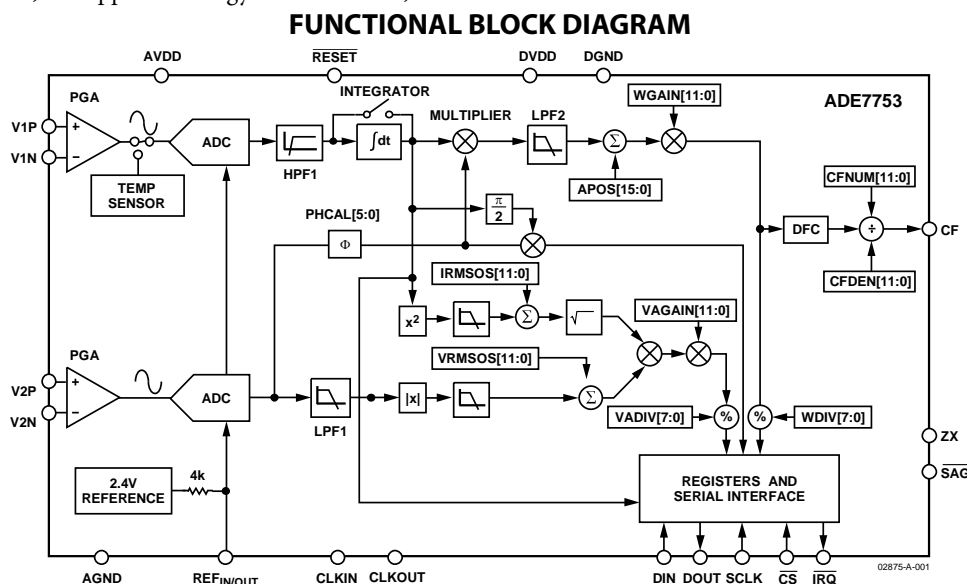 FUNCTIONAL BLOCK DIAGRAM
AVDD
RESET
DVDD
DGND
INTEGRATOR
WGAIN[11:0]
ADE7753
PGA
MULTIPLIER
LPF2
V1P
+
ADC
∫dt
Σ
V1N
−
HPF1
TEMP
SENSOR
APOS[15:0]
CFNUM[11:0]
PHCAL[5:0]
π
2
Φ
DFC
÷
CF
IRMSOS[11:0]
CFDEN[11:0]
x2
Σ
√
VAGAIN[11:0]
PGA
VRMSOS[11:0]
V2P
+
ADC
|x|
Σ
V2N
−
LPF1
VADIV[7:0]
%
%
WDIV[7:0]
ZX
2.4V
REFERENCE
4k
REGISTERS AND
SERIAL INTERFACE
SAG
AGND
REFIN/OUT
CLKIN
CLKOUT
DIN
DOUT
SCLK
CS
IRQ
02875-A-001